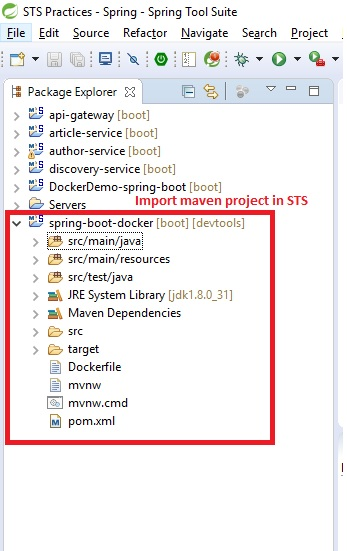 STS Practices - Spring - Spring Tool Suite
File Edit Source Refactor Navigate Search Project
Package Explorer
api-gateway [boot]
article-service [boot]
author-service [boot]
discovery-service [boot]
DockerDemo-spring-boot [boot]
Import maven project in STS
Servers
spring-boot-docker [boot] [devtools]
src/main/java
src/main/resources
src/test/java
JRE System Library [jdk1.8.0_31]
Maven Dependencies
src
target
Dockerfile
mvnw
mvnw.cmd
pom.xml